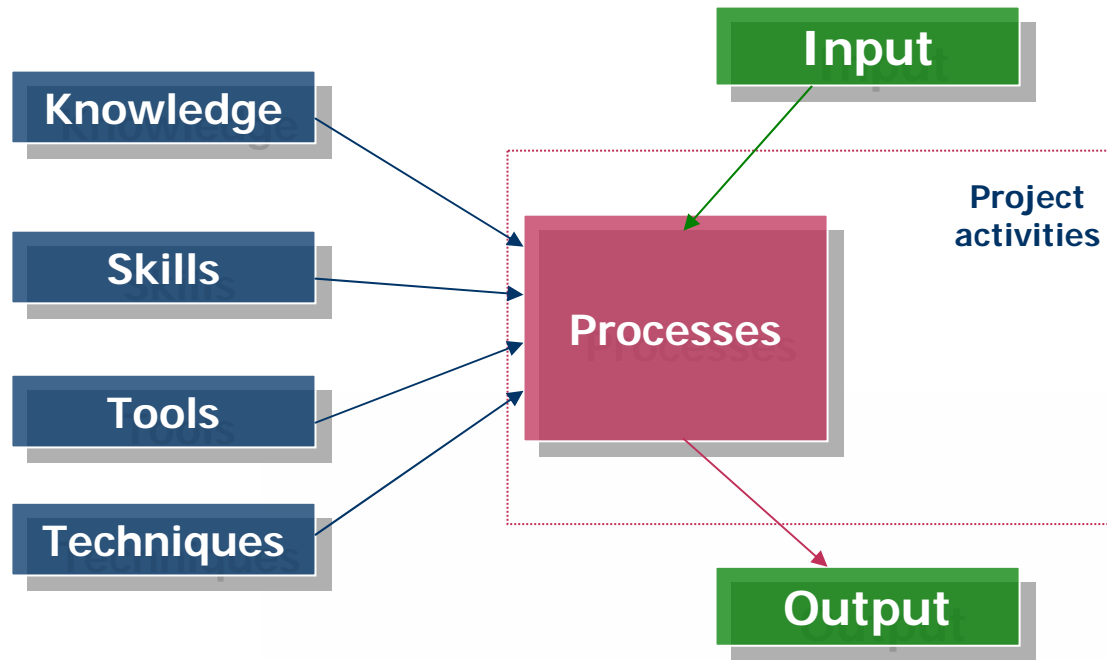 Input
Knowledge
Project
activities
Skills
Processes
Tools
Techniques
Output